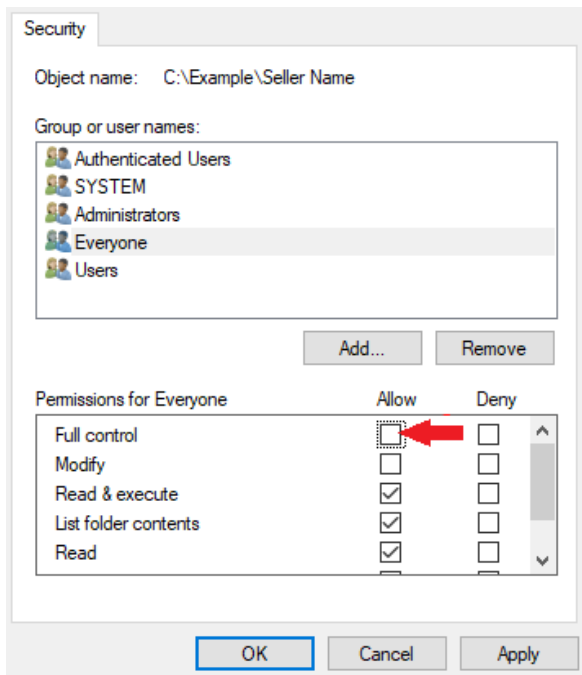 Security
Object name: C:\Example\Seller Name
Group or user names:
Authenticated Users
SYSTEM
Administrators
Everyone
Users
Add... Remove
Permissions for Everyone Allow Deny
Full control
Modify
Read & execute
List folder contents
Read
OK Cancel Apply